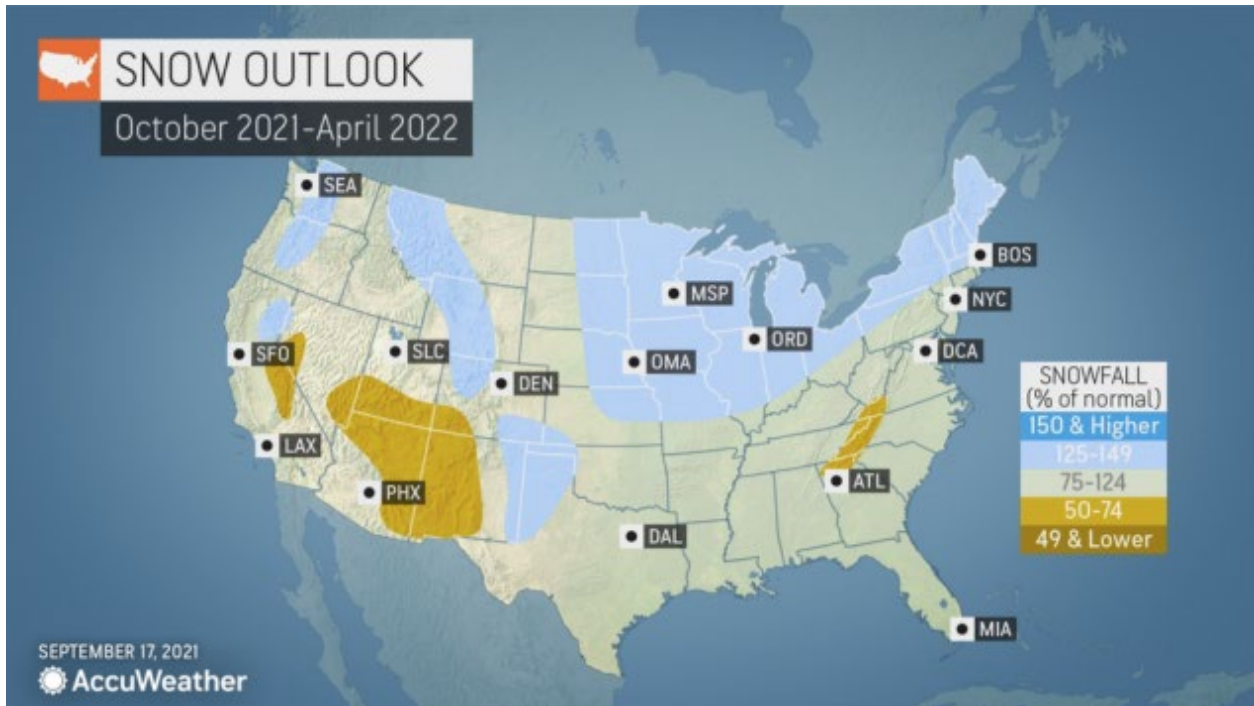 SNOW OUTLOOK
October 2021-April 2022
SEA
BOS
MSP
NYC
ORD
SFO
SLC
OMA
DCA
DEN
LAX
PHX
ATL
DAL
MIA
SNOWFALL
(% of normal)
150 & Higher
125-149
75-124
50-74
49 & Lower
SEPTEMBER 17, 2021
AccuWeather